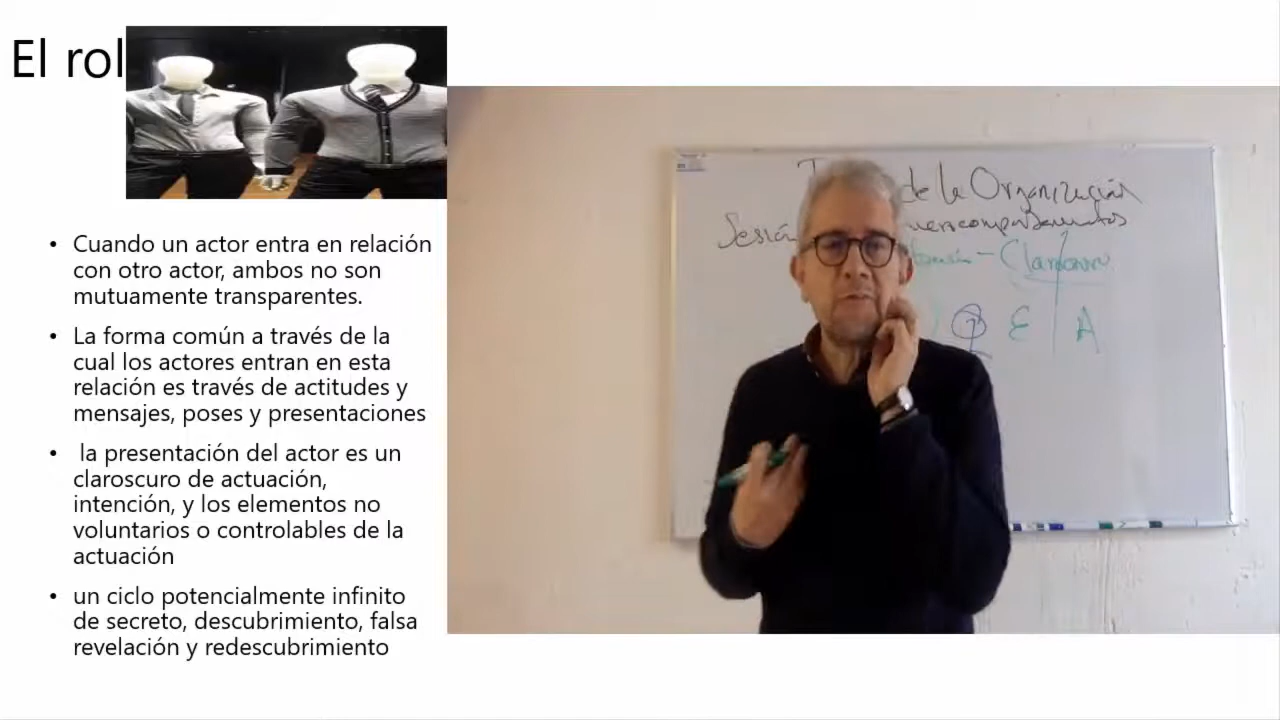 El rol
• Cuando un actor entra en relación
con otro actor, ambos no son
mutuamente transparentes.
• La forma común a través de la
cual los actores entran en esta
relación es través de actitudes y
mensajes, poses y presentaciones
• la presentación del actor es un
claroscuro de actuación,
intención, y los elementos no
voluntarios o controlables de la
actuación
• un ciclo potencialmente infinito
de secreto, descubrimiento, falsa
revelación y redescubrimiento
de la Organización
Sesión
E A